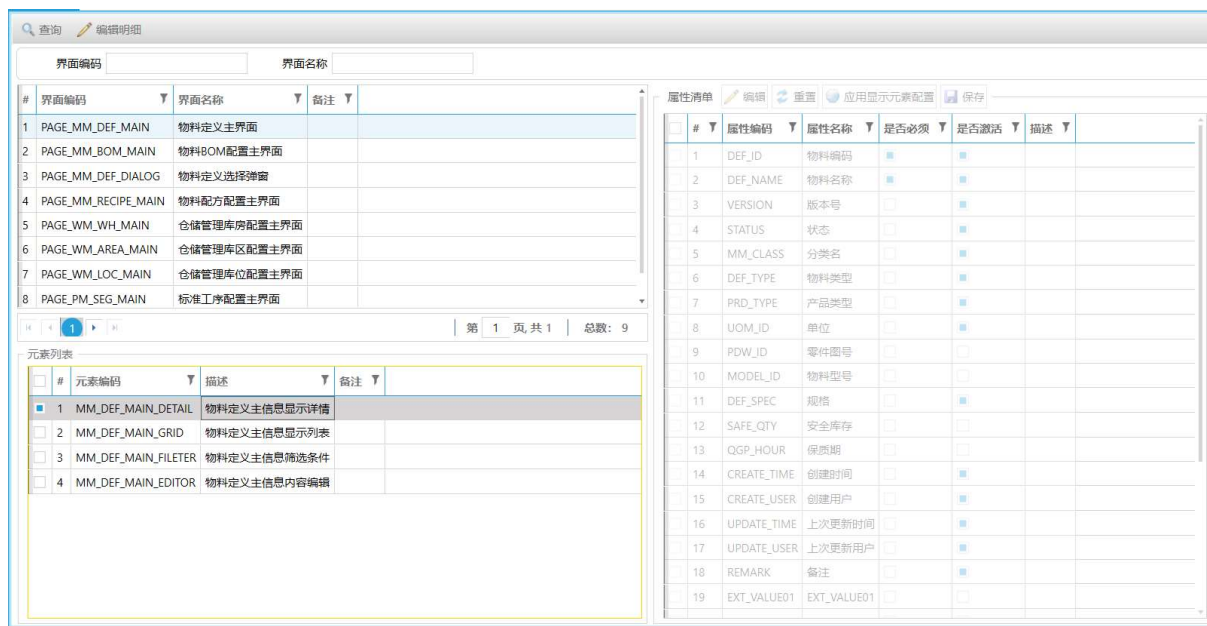 查询 编辑明细
界面编码 界面名称
# 界面编码 界面名称 备注
1 PAGE_MM_DEF_MAIN 物料定义主界面
2 PAGE_MM_BOM_MAIN 物料BOM配置主界面
3 PAGE_MM_DEF_DIALOG 物料定义选择弹窗
4 PAGE_MM_RECIPE_MAIN 物料配方配置主界面
5 PAGE_WM_WH_MAIN 仓储管理库房配置主界面
6 PAGE_WM_AREA_MAIN 仓储管理库区配置主界面
7 PAGE_WM_LOC_MAIN 仓储管理库位配置主界面
8 PAGE_PM_SEG_MAIN 标准工序配置主界面
1 第 1 页,共 1 总数: 9
元素列表
# 元素编码 描述 备注
1 MM_DEF_MAIN_DETAIL 物料定义主信息显示详情
2 MM_DEF_MAIN_GRID 物料定义主信息显示列表
3 MM_DEF_MAIN_FILETER 物料定义主信息筛选条件
4 MM_DEF_MAIN_EDITOR 物料定义主信息内容编辑
属性清单 编辑 重置 应用显示元素配置 保存
# 属性编码 属性名称 是否必须 是否激活 描述
1 DEF_ID 物料编码
2 DEF_NAME 物料名称
3 VERSION 版本号
4 STATUS 状态
5 MM_CLASS 分类名
6 DEF_TYPE 物料类型
7 PRD_TYPE 产品类型
8 UOM_ID 单位
9 PDW_ID 零件图号
10 MODEL_ID 物料型号
11 DEF_SPEC 规格
12 SAFE_QTY 安全库存
13 QGP_HOUR 保质期
14 CREATE_TIME 创建时间
15 CREATE_USER 创建用户
16 UPDATE_TIME 上次更新时间
17 UPDATE_USER 上次更新用户
18 REMARK 备注
19 EXT_VALUE01 EXT_VALUE01